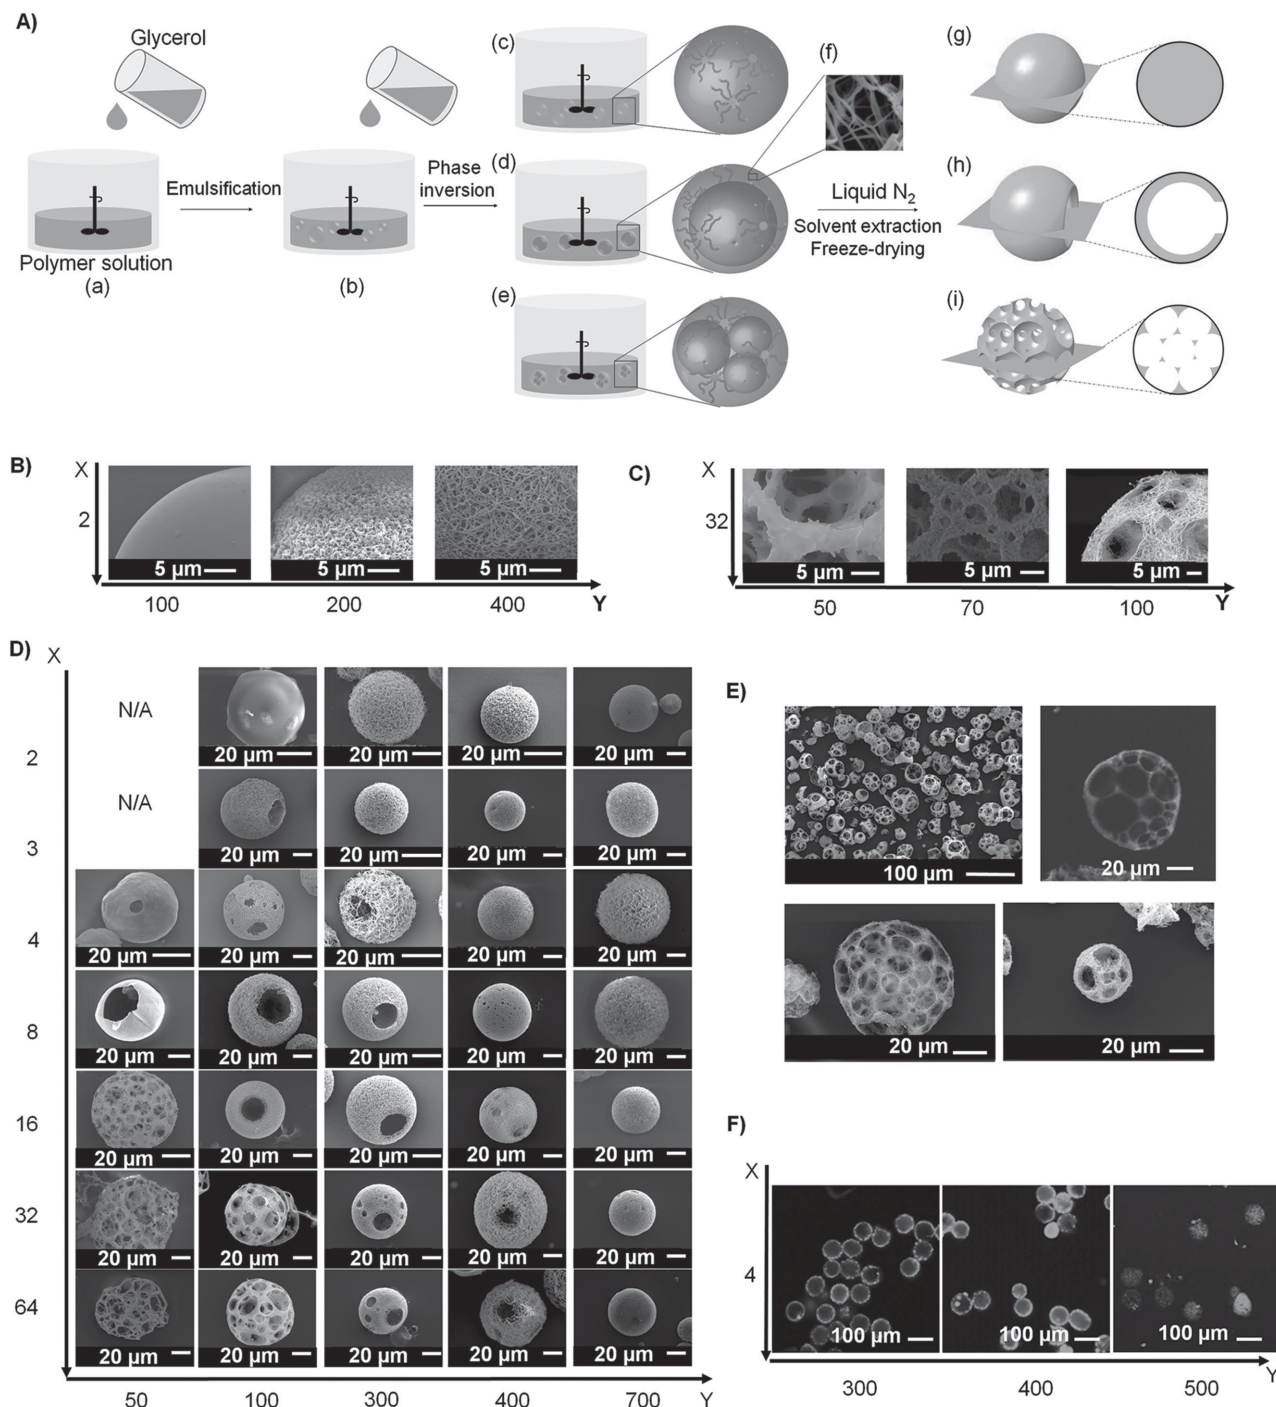 A)
Glycerol
Polymer solution
(a)
Emulsification
(b)
Phase
inversion
(c)
(d)
(e)
(f)
Liquid N₂
Solvent extraction
Freeze-drying
(g)
(h)
(i)
B)
X
2
5 µm
5 µm
5 µm
100
200
400
Y
C)
X
32
5 µm
5 µm
5 µm
50
70
100
Y
D)
X
N/A
20 µm
20 µm
20 µm
20 µm
2
N/A
20 µm
20 µm
20 µm
20 µm
3
20 µm
20 µm
20 µm
20 µm
20 µm
4
20 µm
20 µm
20 µm
20 µm
20 µm
8
20 µm
20 µm
20 µm
20 µm
20 µm
16
20 µm
20 µm
20 µm
20 µm
20 µm
32
20 µm
20 µm
20 µm
20 µm
20 µm
64
50
100
300
400
700
Y
E)
100 µm
20 µm
20 µm
20 µm
F)
X
4
100 µm
100 µm
100 µm
300
400
500
Y